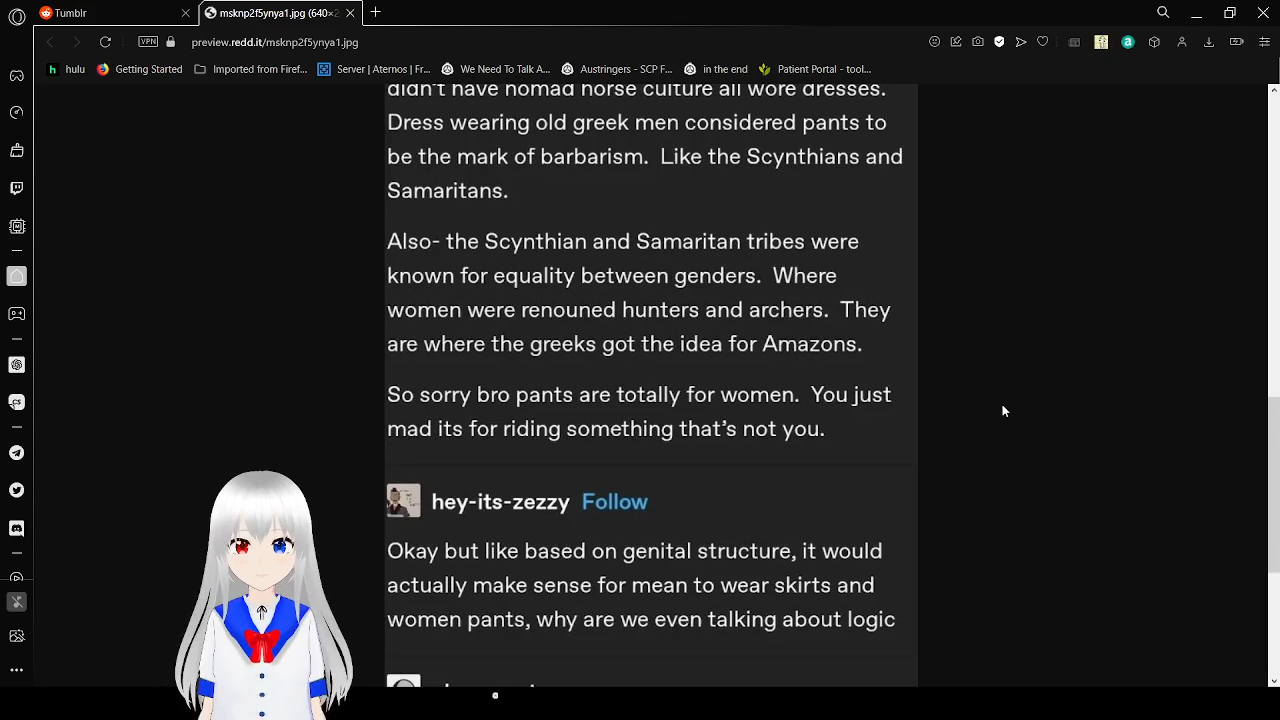 Tumblr
msknp2f5ynya1.jpg (640×2
VPN
preview.redd.it/msknp2f5ynya1.jpg
hulu
Getting Started
Imported from Firef...
Server | Aternos | Fr...
We Need To Talk A...
Austringers - SCP F...
in the end
Patient Portal - tool...
didn't have nomad horse culture all wore dresses.
Dress wearing old greek men considered pants to
be the mark of barbarism. Like the Scynthians and
Samaritans.
Also- the Scynthian and Samaritan tribes were
known for equality between genders. Where
women were renouned hunters and archers. They
are where the greeks got the idea for Amazons.
So sorry bro pants are totally for women. You just
mad its for riding something that's not you.
hey-its-zezzy Follow
Okay but like based on genital structure, it would
actually make sense for mean to wear skirts and
women pants, why are we even talking about logic